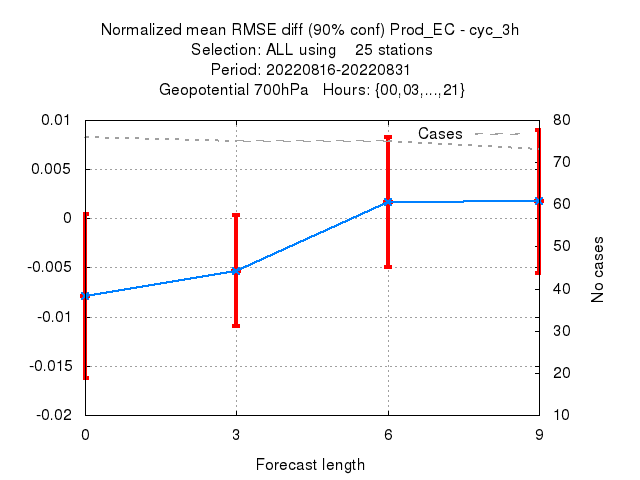 Normalized mean RMSE diff (90% conf) Prod_EC - cyc_3h
Selection: ALL using    25 stations
Period: 20220816-20220831
Geopotential 700hPa   Hours: {00,03,...,21}
0.01
0.005
0
-0.005
-0.01
-0.015
-0.02
Cases
80
70
60
50
40
30
20
10
No cases
0
3
6
9
Forecast length